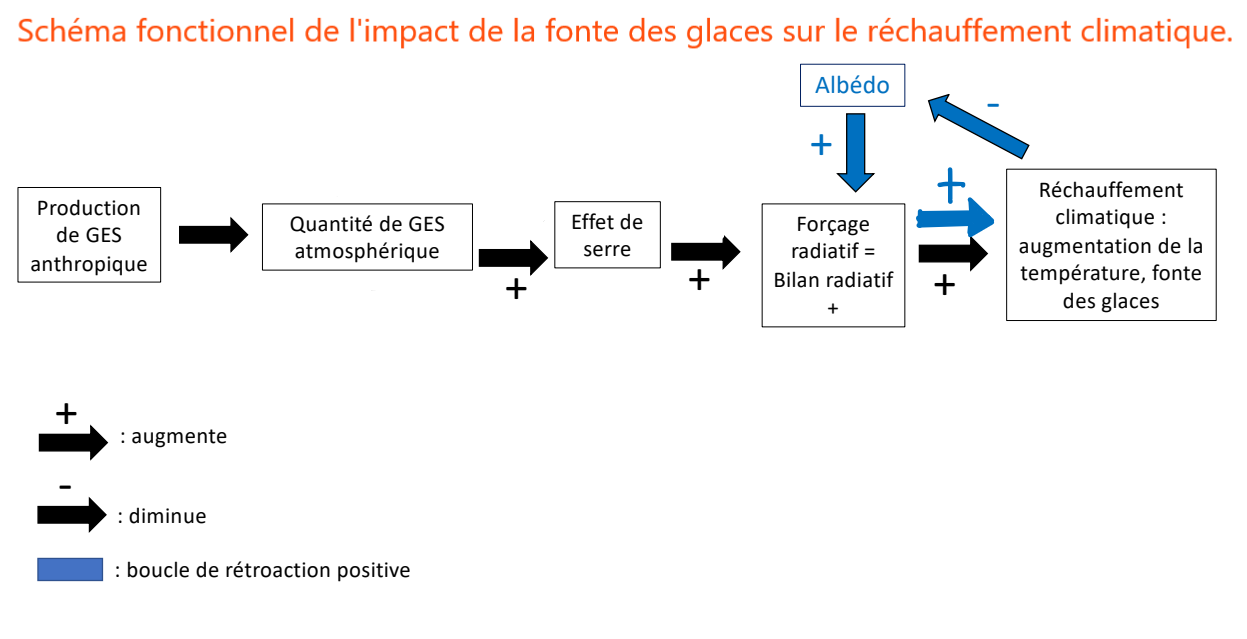 Schéma fonctionnel de l'impact de la fonte des glaces sur le réchauffement climatique.
Albédo
-
+
+
Production
de GES
anthropique
Quantité de GES
atmosphérique
+
Effet de
serre
+
Forçage
radiatif =
Bilan radiatif
+
+
Réchauffement
climatique :
augmentation de la
température, fonte
des glaces
+
: augmente
-
: diminue
: boucle de rétroaction positive